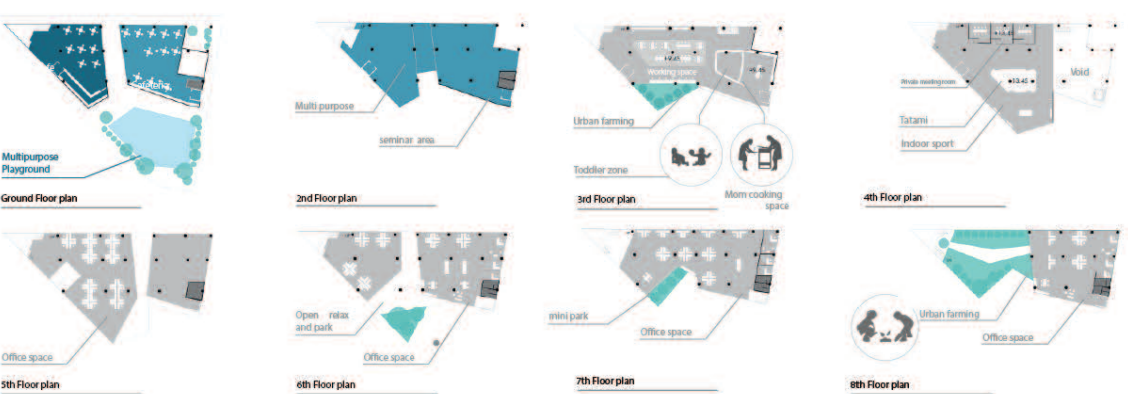 Cafeteria
Multipurpose
Playground
Ground Floor plan
Multi purpose
seminar area
2nd Floor plan
Working space
Urban farming
Toddler zone
Mom cooking
space
3rd Floor plan
Void
Private meeting room
Tatami
Indoor sport
4th Floor plan
Office space
5th Floor plan
Open relax
and park
Office space
6th Floor plan
mini park
Office space
7th Floor plan
Urban farming
Office space
8th Floor plan